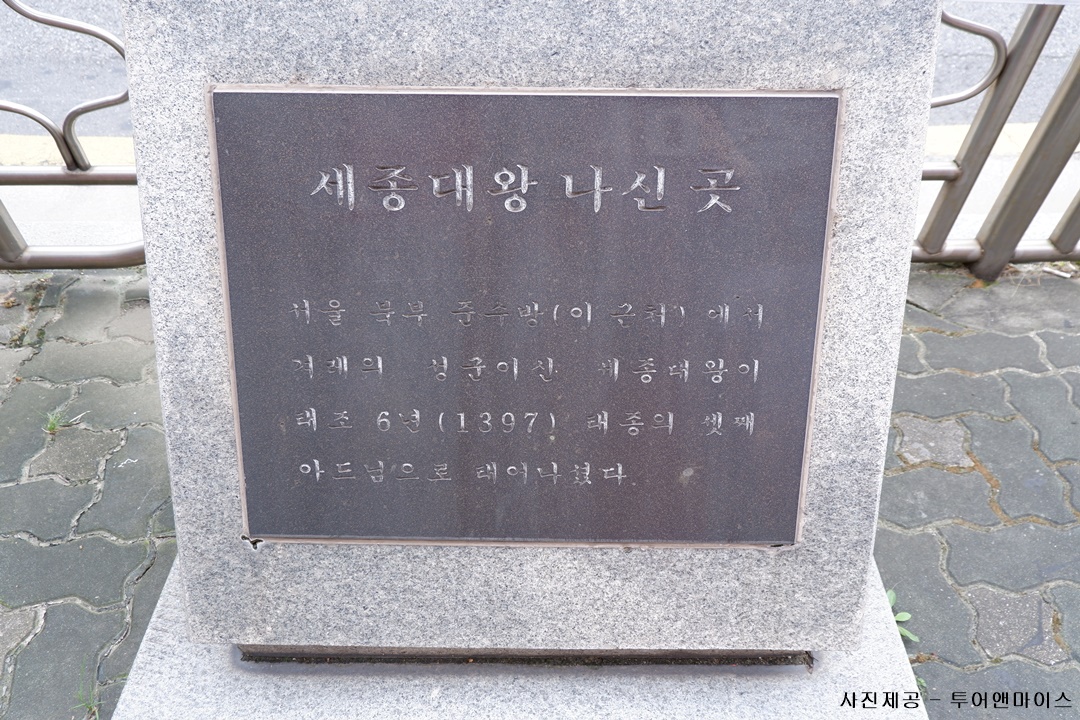 세종대왕 나신 곳
서울 북부 준수방(이 근처)에서
겨레의 성군이신 세종대왕이
태조 6년(1397) 태종의 셋째
아드님으로 태어나셨다
사진제공 - 투어앤마이스